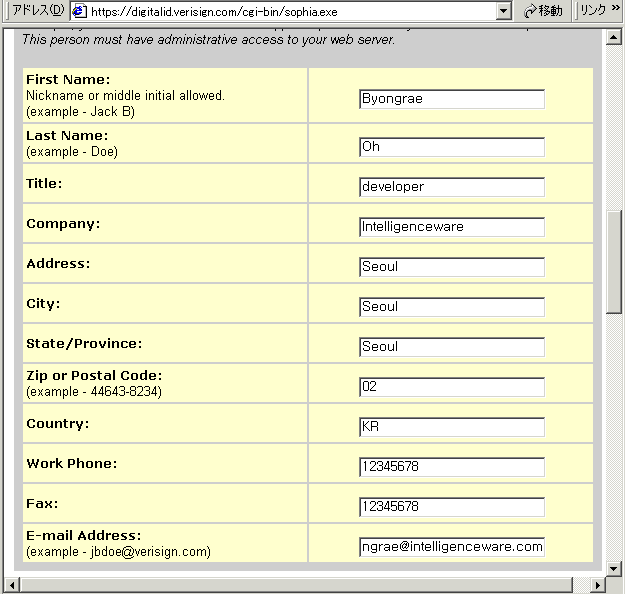 アドレス(D) https://digitalid.verisign.com/cgi-bin/sophia.exe 移動 リンク »
This person must have administrative access to your web server.
First Name:
Nickname or middle initial allowed.
(example - Jack B)
Byongrae
Last Name:
(example - Doe)
Oh
Title:
developer
Company:
Intelligenceware
Address:
Seoul
City:
Seoul
State/Province:
Seoul
Zip or Postal Code:
(example - 44643-8234)
02
Country:
KR
Work Phone:
12345678
Fax:
12345678
E-mail Address:
(example - jbdoe@verisign.com)
ngrae@intelligenceware.com